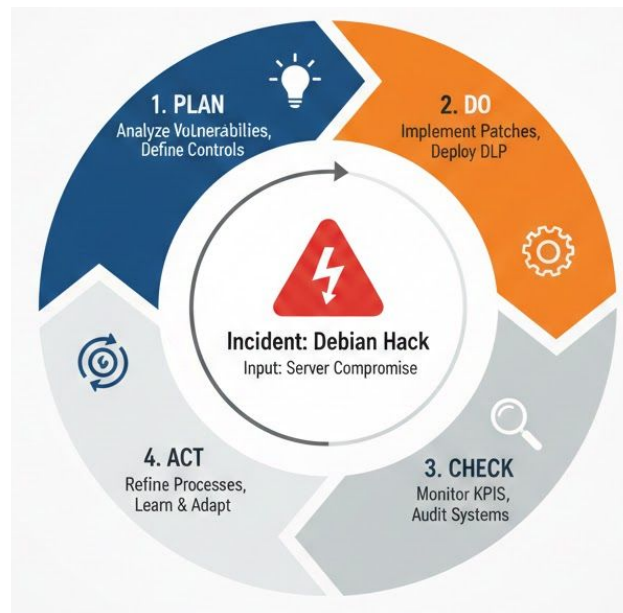 1. PLAN
Analyze Volnerabilies,
Define Controls
2. DO
Implement Patches,
Deploy DLP
Incident: Debian Hack
Input: Server Compromise
4. ACT
Refine Processes,
Learn & Adapt
3. CHECK
Monitor KPIS,
Audit Systems